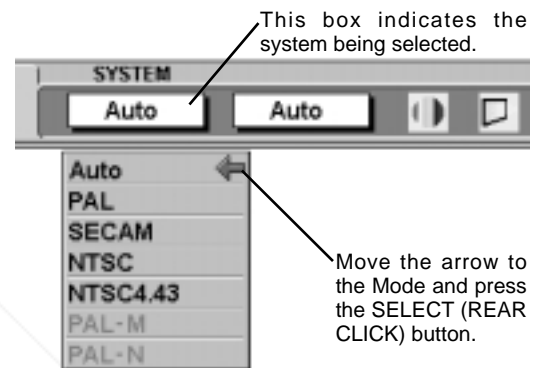 This box indicates the
system being selected.
SYSTEM
Auto Auto
Auto
PAL
SECAM
NTSC
NTSC4.43
PAL-M
PAL-N
Move the arrow to
the Mode and press
the SELECT (REAR
CLICK) button.